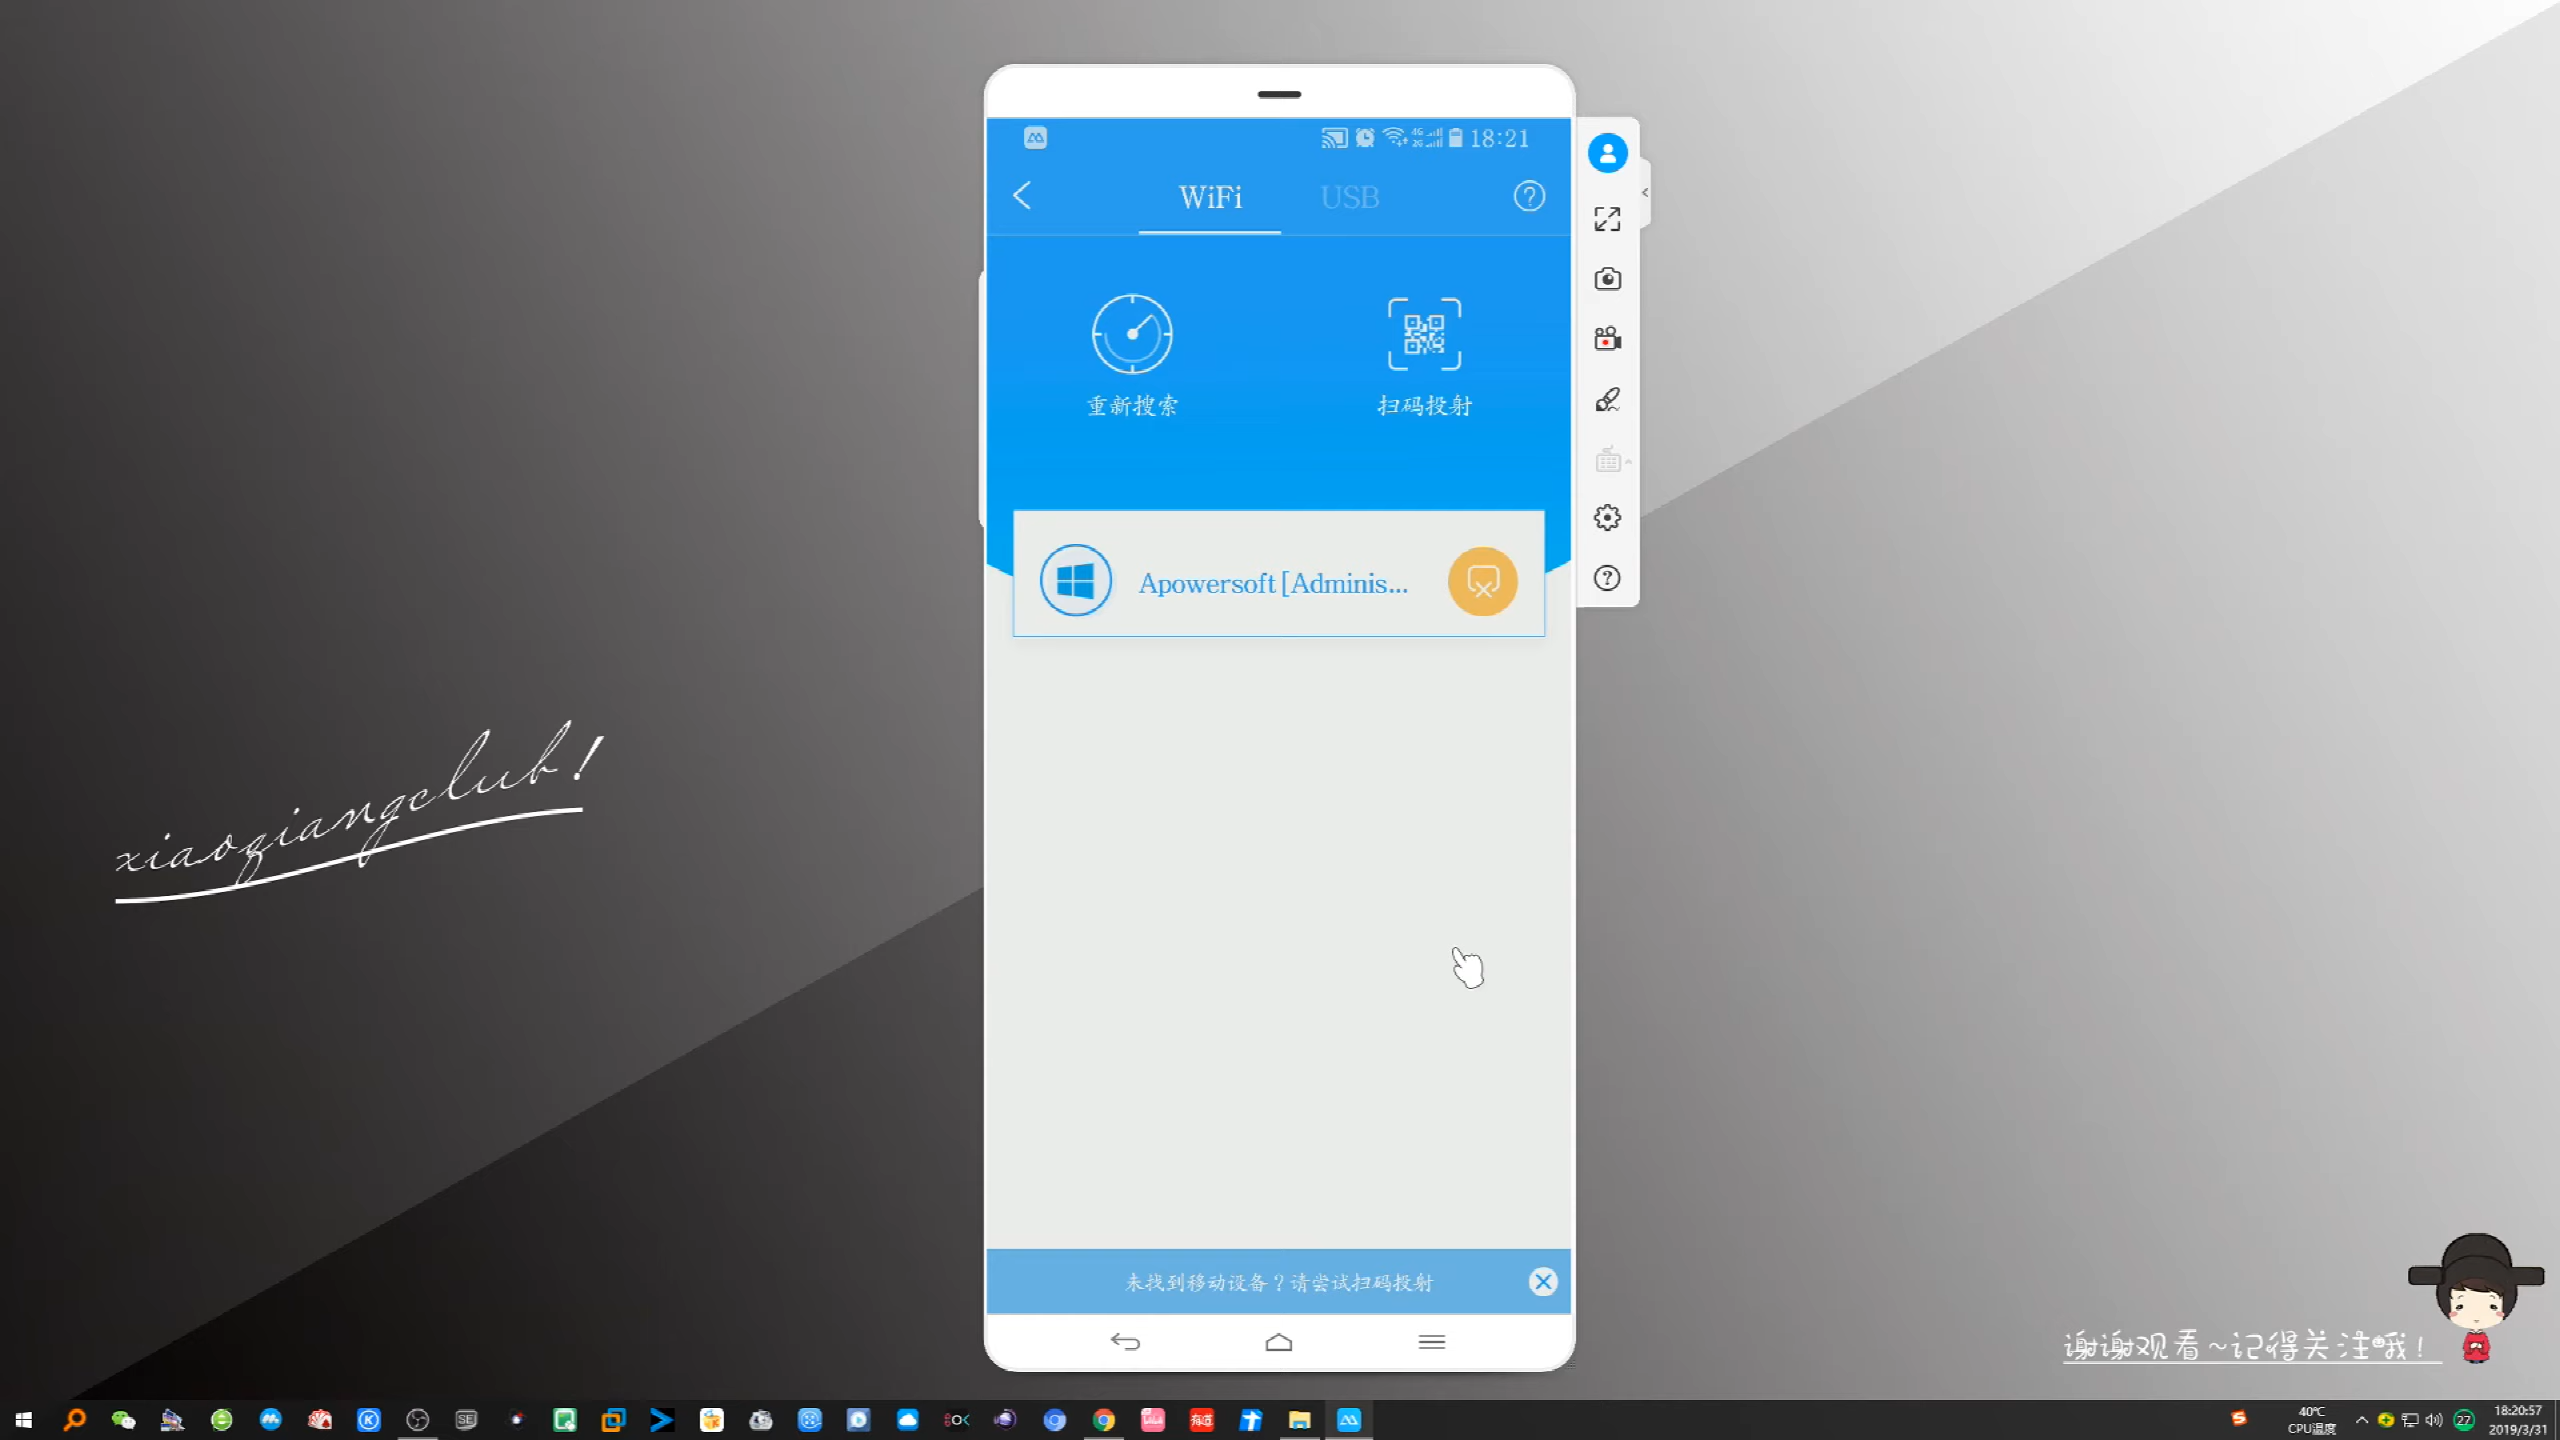 18:21
WiFi USB
重新搜索 扫码投射
Apowersoft[Adminis...
xiaoqiangclub!
未找到移动设备？请尝试扫码投射
谢谢观看~记得关注哦！
40℃
CPU温度
27
18:20:57
2019/3/31